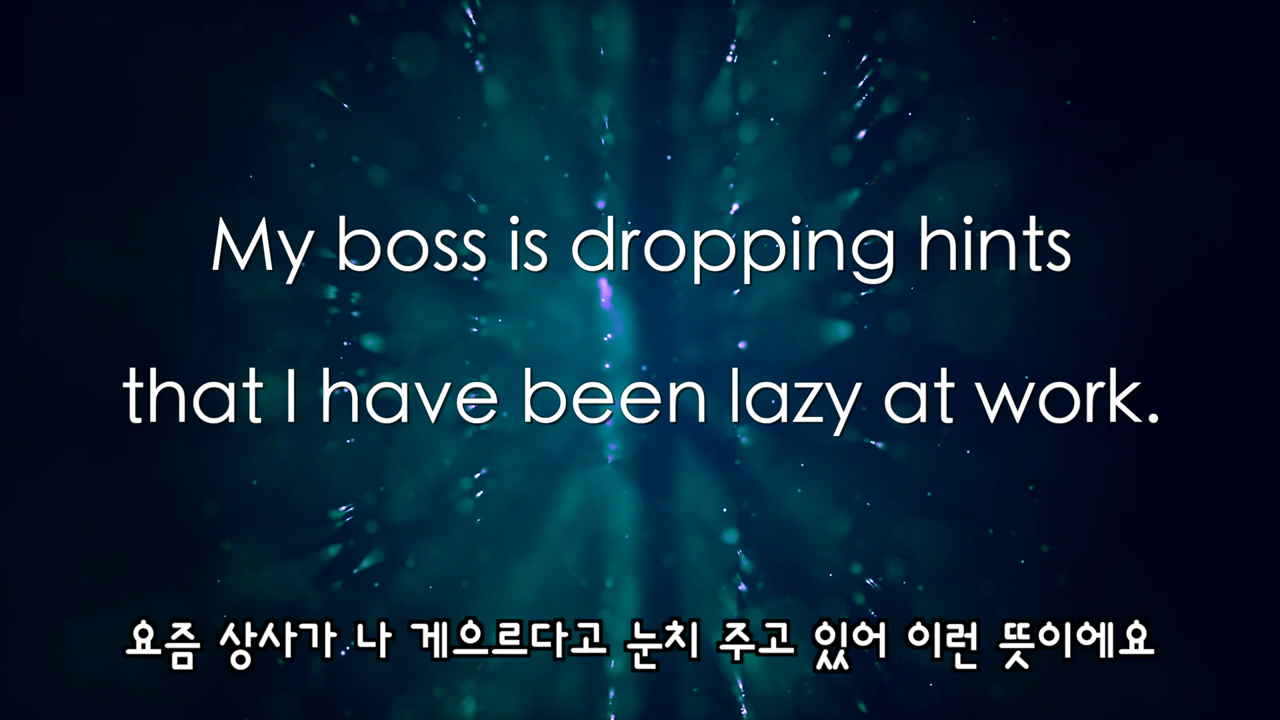 My boss is dropping hints
that I have been lazy at work.
요즘 상사가 나 게으르다고 눈치 주고 있어 이런 뜻이에요